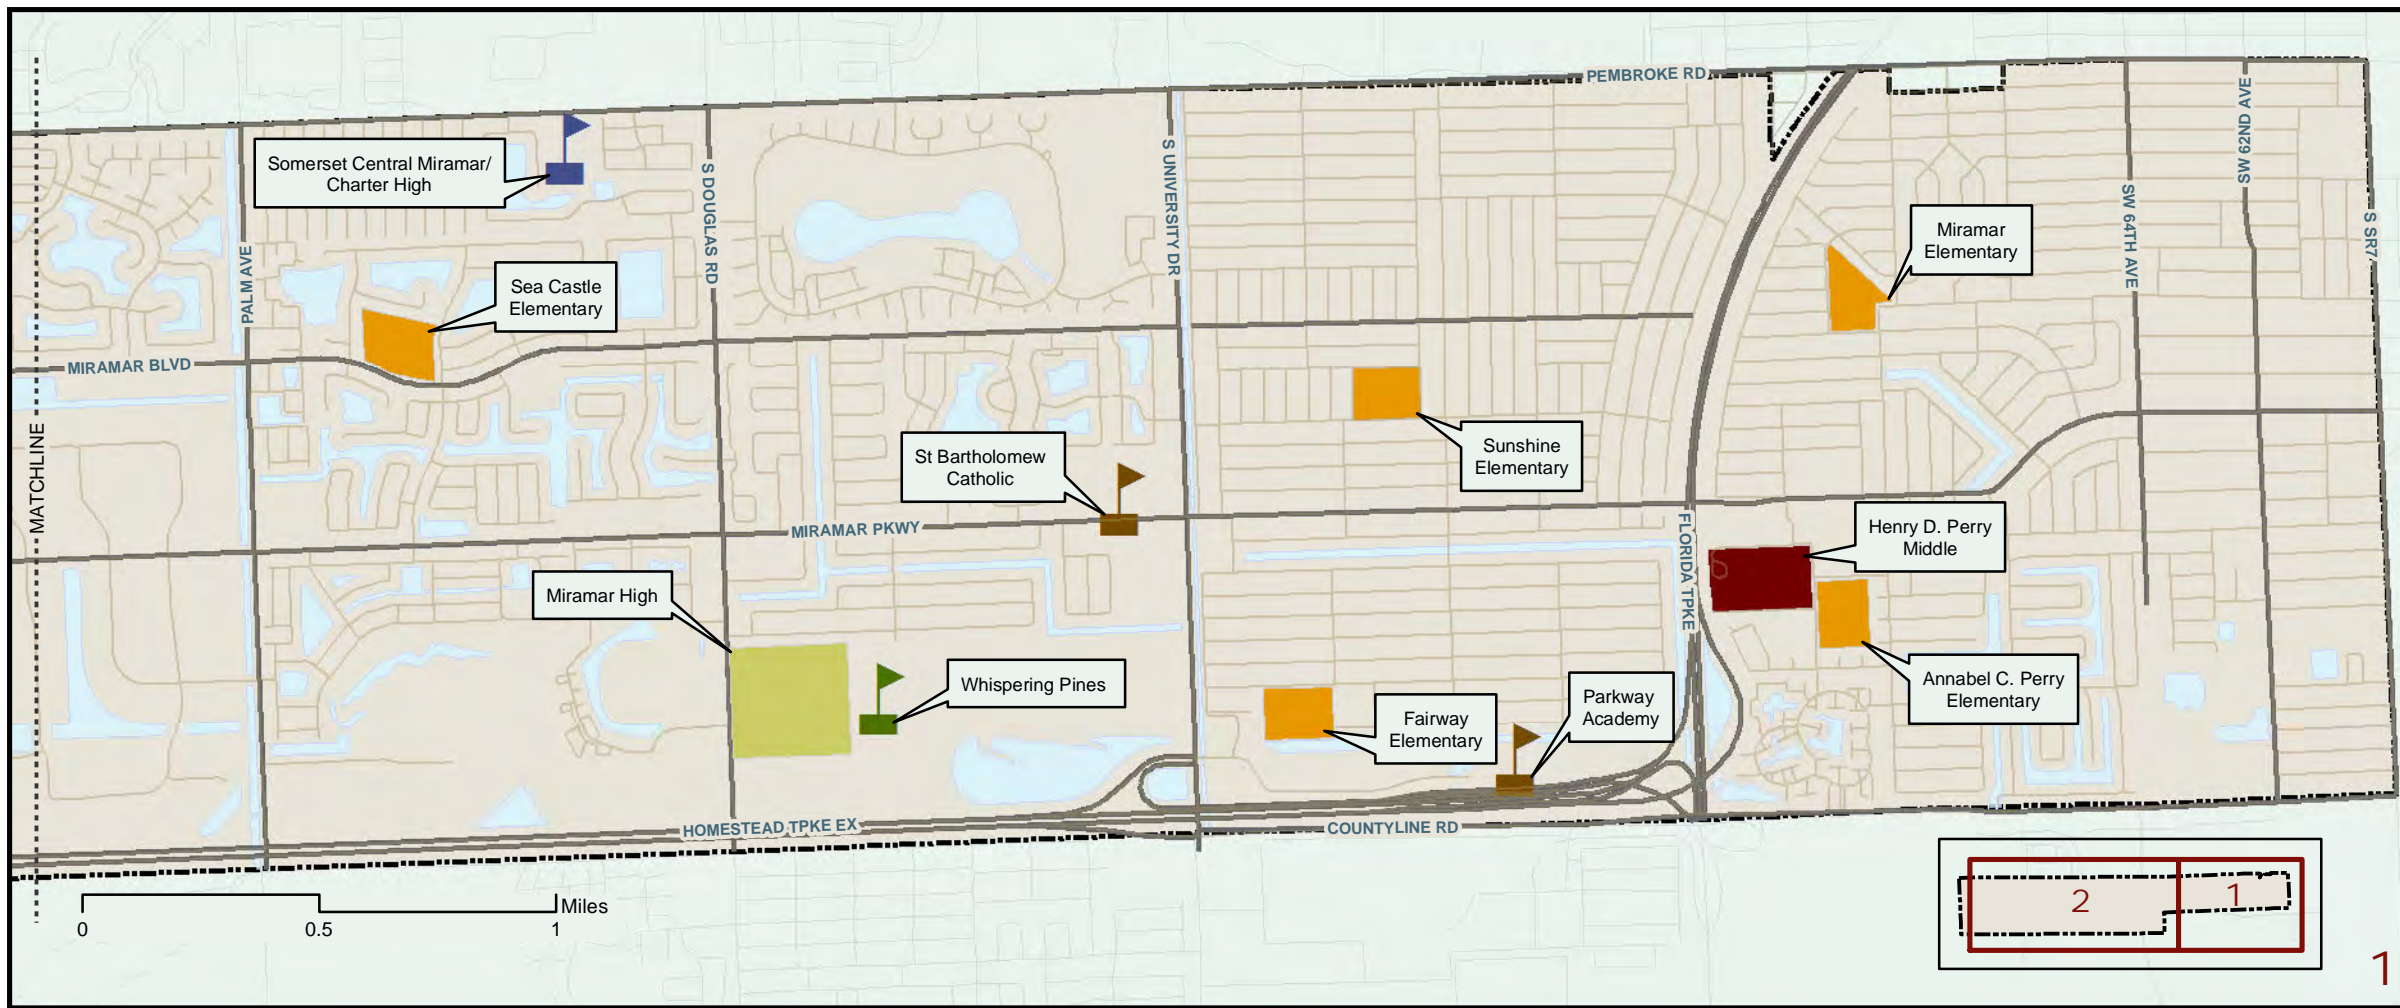 PEMBROKE RD
SW 62ND AVE
Somerset Central Miramar/
Charter High
S DOUGLAS RD
S UNIVERSITY DR
SW 64TH AVE
S SR7
Miramar
Elementary
PALM AVE
Sea Castle
Elementary
MIRAMAR BLVD
MATCHLINE
St Bartholomew
Catholic
Sunshine
Elementary
MIRAMAR PKWY
FLORIDA TPKE
Henry D. Perry
Middle
Miramar High
Whispering Pines
Fairway
Elementary
Parkway
Academy
Annabel C. Perry
Elementary
HOMESTEAD TPKE EX
COUNTYLINE RD
Miles
0
0.5
1
2
1
1